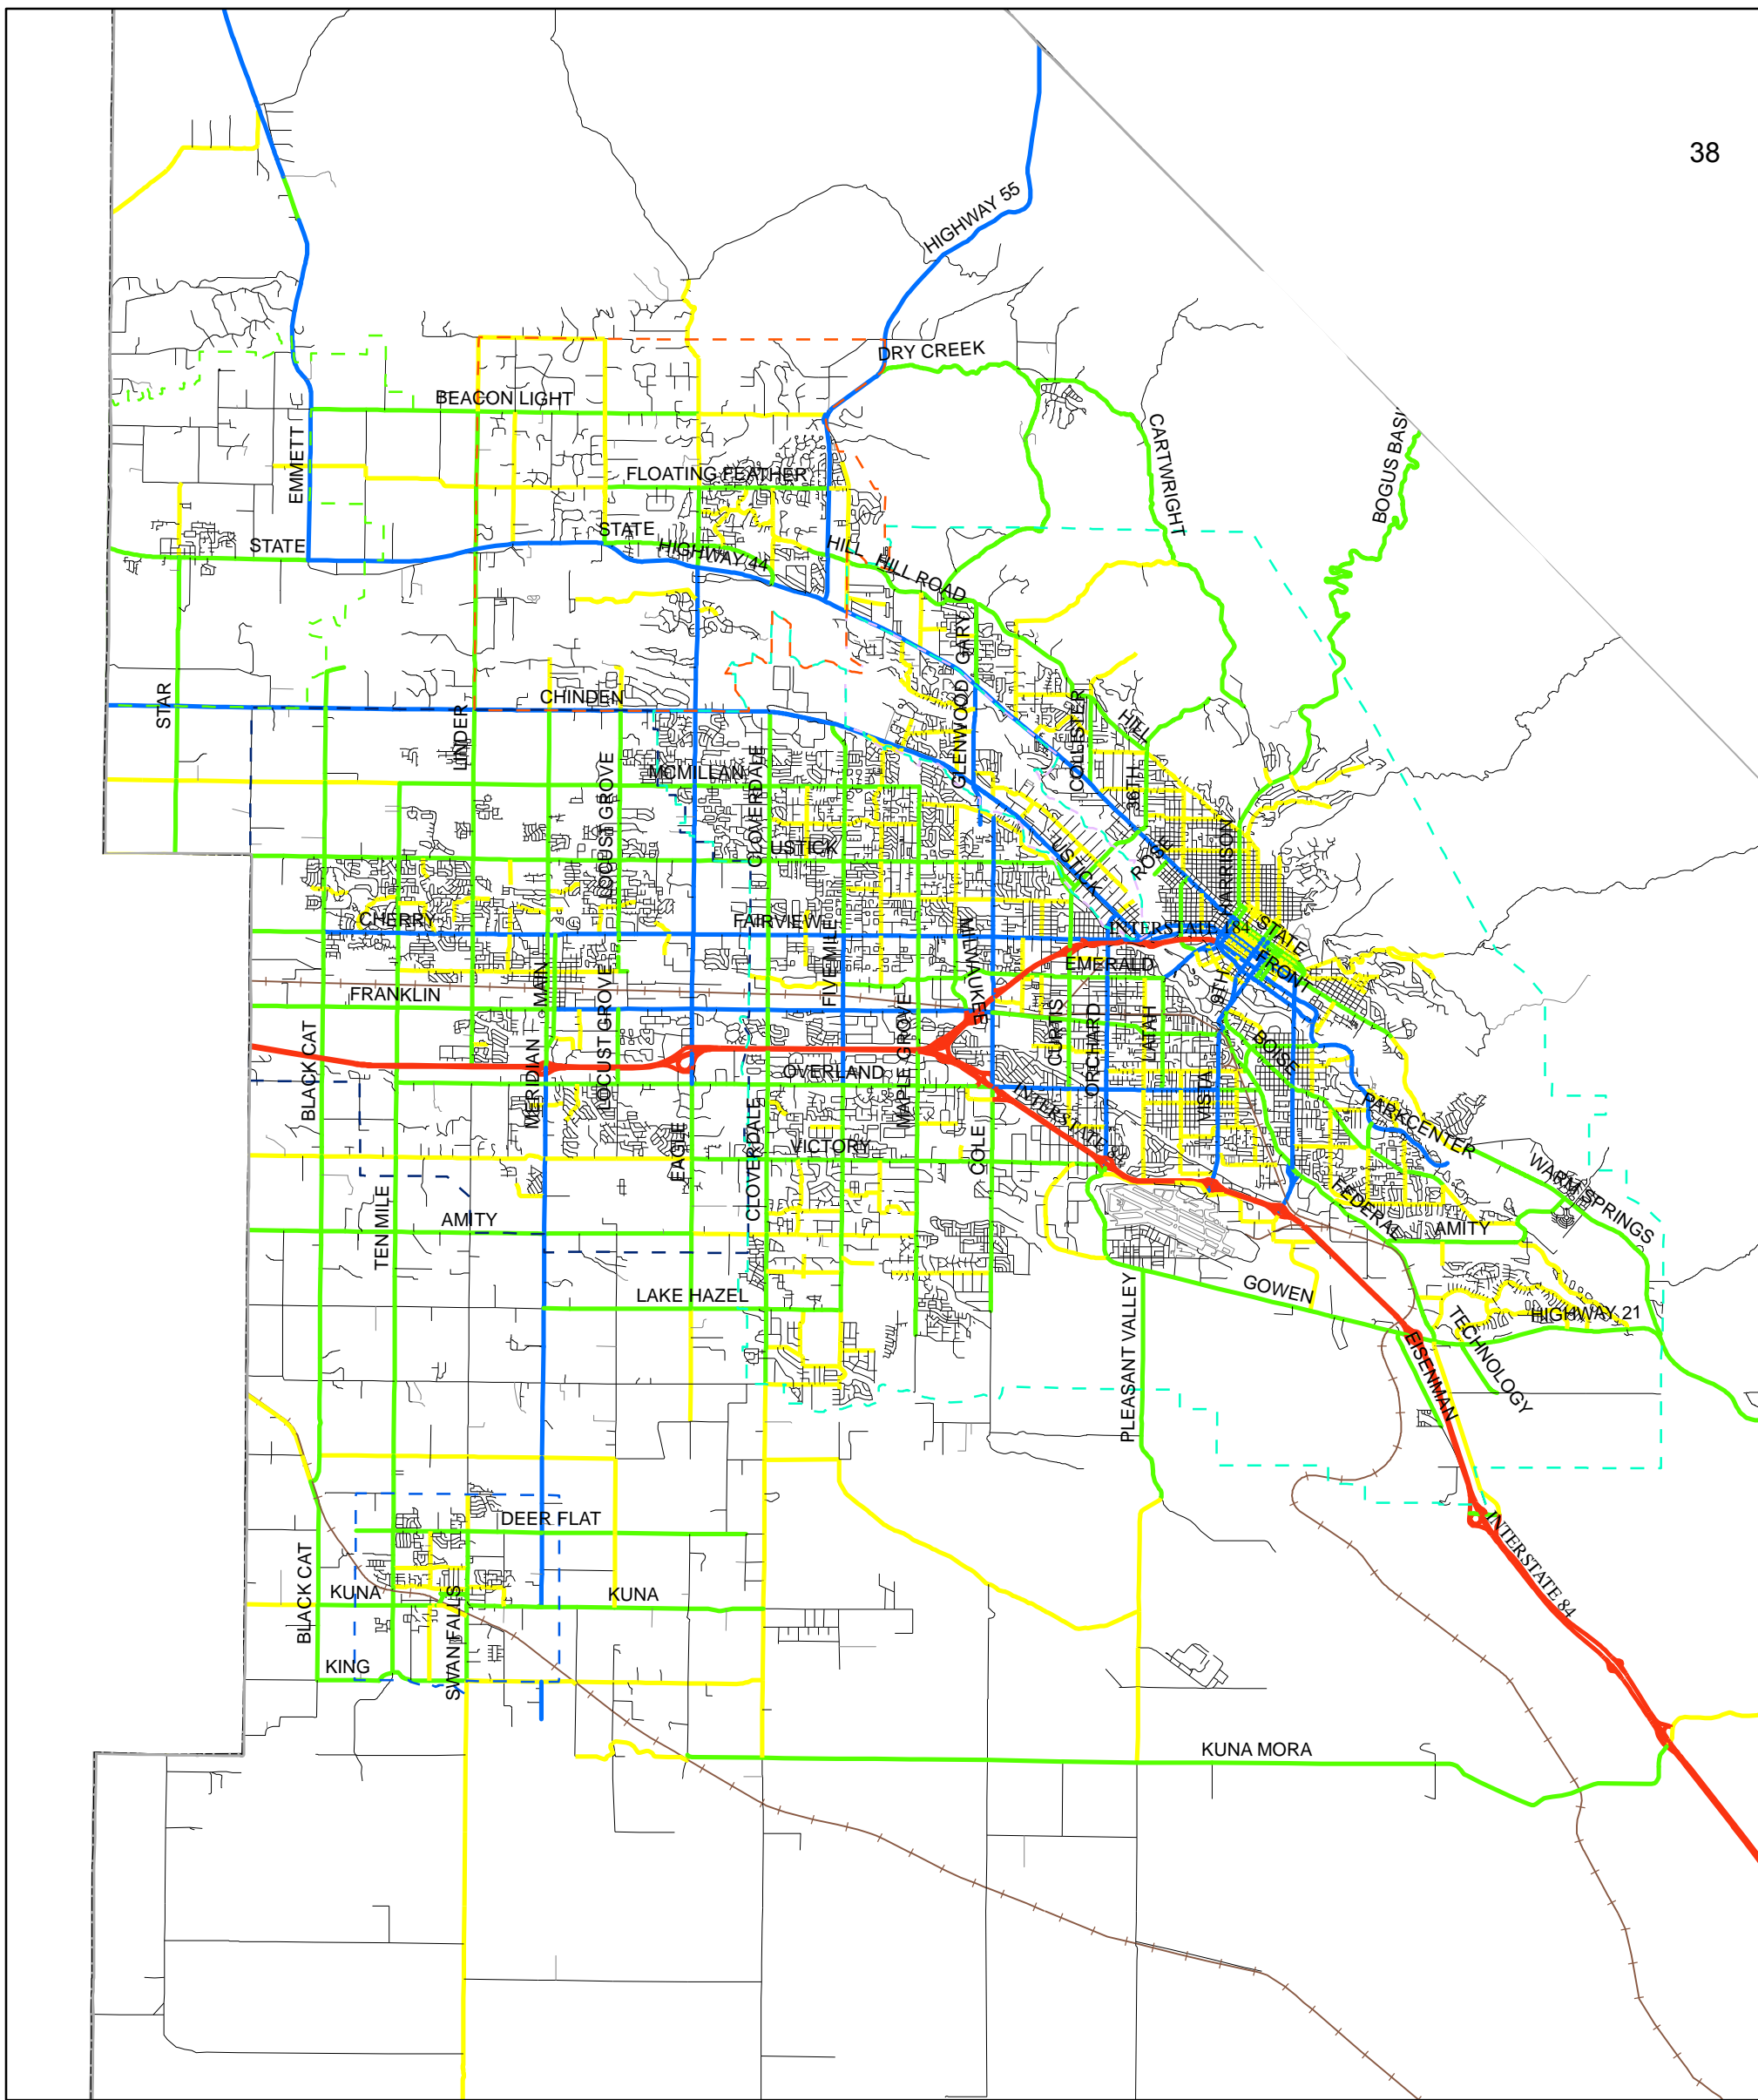 38
HIGHWAY 55
DRY CREEK
BEACON LIGHT
EMMETT
CARTWRIGHT
BOGUS BASI
FLOATING FEATHER
STATE
STATE
HIGHWAY 44
HILL
HILL ROAD
GARY
STAR
CHINDEN
LINDER
GLENWOOD
COLLISTER
HILL
MCMILLAN
LOCUST GROVE
CLOVERDALE
36TH
USTICK
USTICK
ROSE
HARRISON
CHERRY
FAIRVIEW
INTERSTATE 184
STATE
FRONT
MAIN
FIVE MILE
MILWAUKEE
EMERALD
9TH
FRANKLIN
LOCUST GROVE
MAPLE GROVE
CURTIS
ORCHARD
LATAH
BOISE
BLACK CAT
MERIDIAN
OVERLAND
INTERSTATE 84
VISTA
PARKCENTER
EAGLE
CLOVERDALE
VICTORY
COLE
WARM SPRINGS
TEN MILE
AMITY
FEDERAL
AMITY
LAKE HAZEL
PLEASANT VALLEY
GOWEN
HIGHWAY 21
TECHNOLOGY
EISENMAN
DEER FLAT
INTERSTATE 84
BLACK CAT
KUNA
SWAN FALLS
KUNA
KING
KUNA MORA